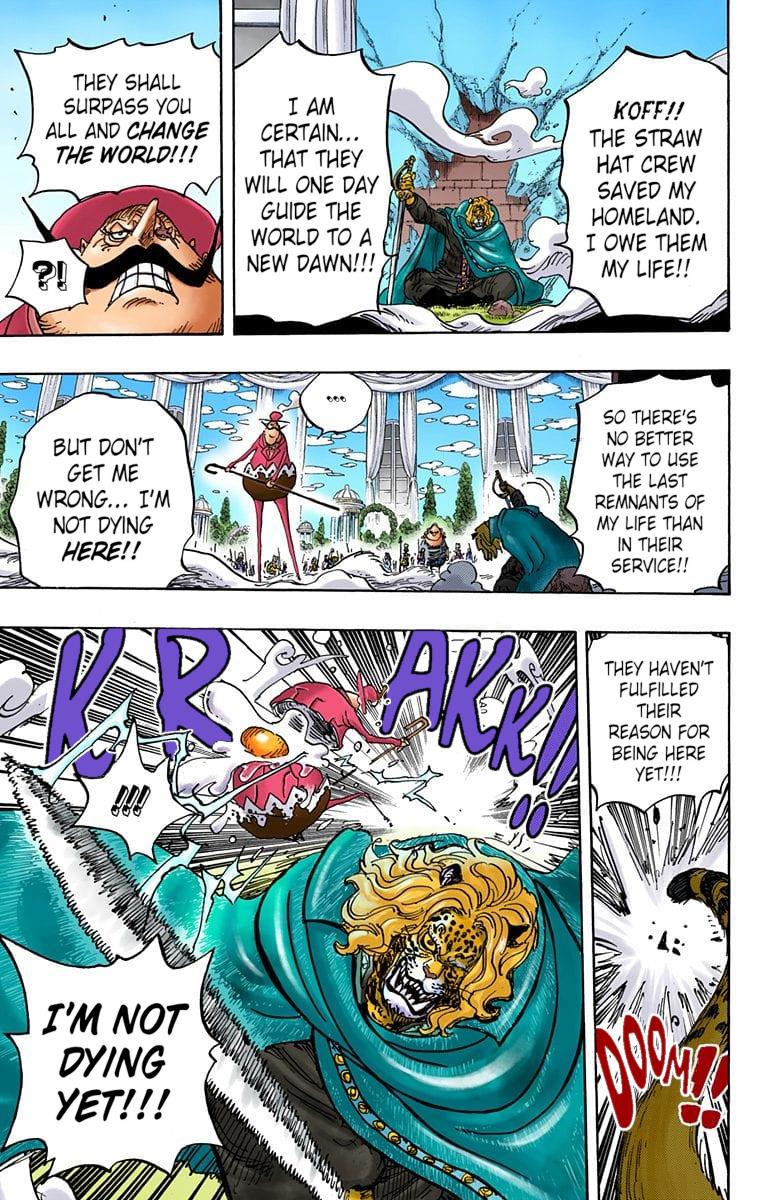 KOFF!!
THE STRAW
HAT CREW
SAVED MY
HOMELAND.
I OWE THEM
MY LIFE!!
I AM
CERTAIN...
THAT THEY
WILL ONE DAY
GUIDE THE
WORLD TO A
NEW DAWN!!!
THEY SHALL
SURPASS YOU
ALL AND CHANGE
THE WORLD!!!
?!
SO THERE'S
NO BETTER
WAY TO USE
THE LAST
REMNANTS OF
MY LIFE THAN
IN THEIR
SERVICE!!
...
BUT DON'T
GET ME
WRONG... I'M
NOT DYING
HERE!!
THEY HAVEN'T
FULFILLED
THEIR
REASON FOR
BEING HERE
YET!!!
DOOM!!
KRAKK!!
!!!
I'M NOT
DYING
YET!!!